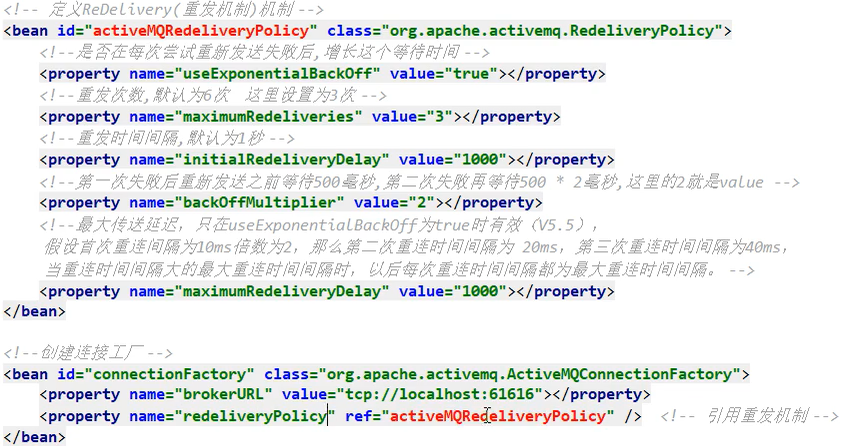 <!-- 定义ReDelivery(重发机制)机制 -->
<bean id="activeMQRedeliveryPolicy" class="org.apache.activemq.RedeliveryPolicy">
<!--是否在每次尝试重新发送失败后,增长这个等待时间 -->
<property name="useExponentialBackOff" value="true"></property>
<!--重发次数,默认为6次 这里设置为3次 -->
<property name="maximumRedeliveries" value="3"></property>
<!--重发时间间隔,默认为1秒 -->
<property name="initialRedeliveryDelay" value="1000"></property>
<!--第一次失败后重新发送之前等待500毫秒,第二次失败再等待500 * 2毫秒,这里的2就是value -->
<property name="backOffMultiplier" value="2"></property>
<!--最大传送延迟，只在useExponentialBackOff为true时有效（V5.5），
假设首次重连间隔为10ms倍数为2，那么第二次重连时间间隔为 20ms，第三次重连时间间隔为40ms，
当重连时间间隔大的最大重连时间间隔时，以后每次重连时间间隔都为最大重连时间间隔。 -->
<property name="maximumRedeliveryDelay" value="1000"></property>
</bean>
<!--创建连接工厂 -->
<bean id="connectionFactory" class="org.apache.activemq.ActiveMQConnectionFactory">
<property name="brokerURL" value="tcp://localhost:61616"></property>
<property name="redeliveryPolicy" ref="activeMQRedeliveryPolicy" /> <!-- 引用重发机制 -->
</bean>